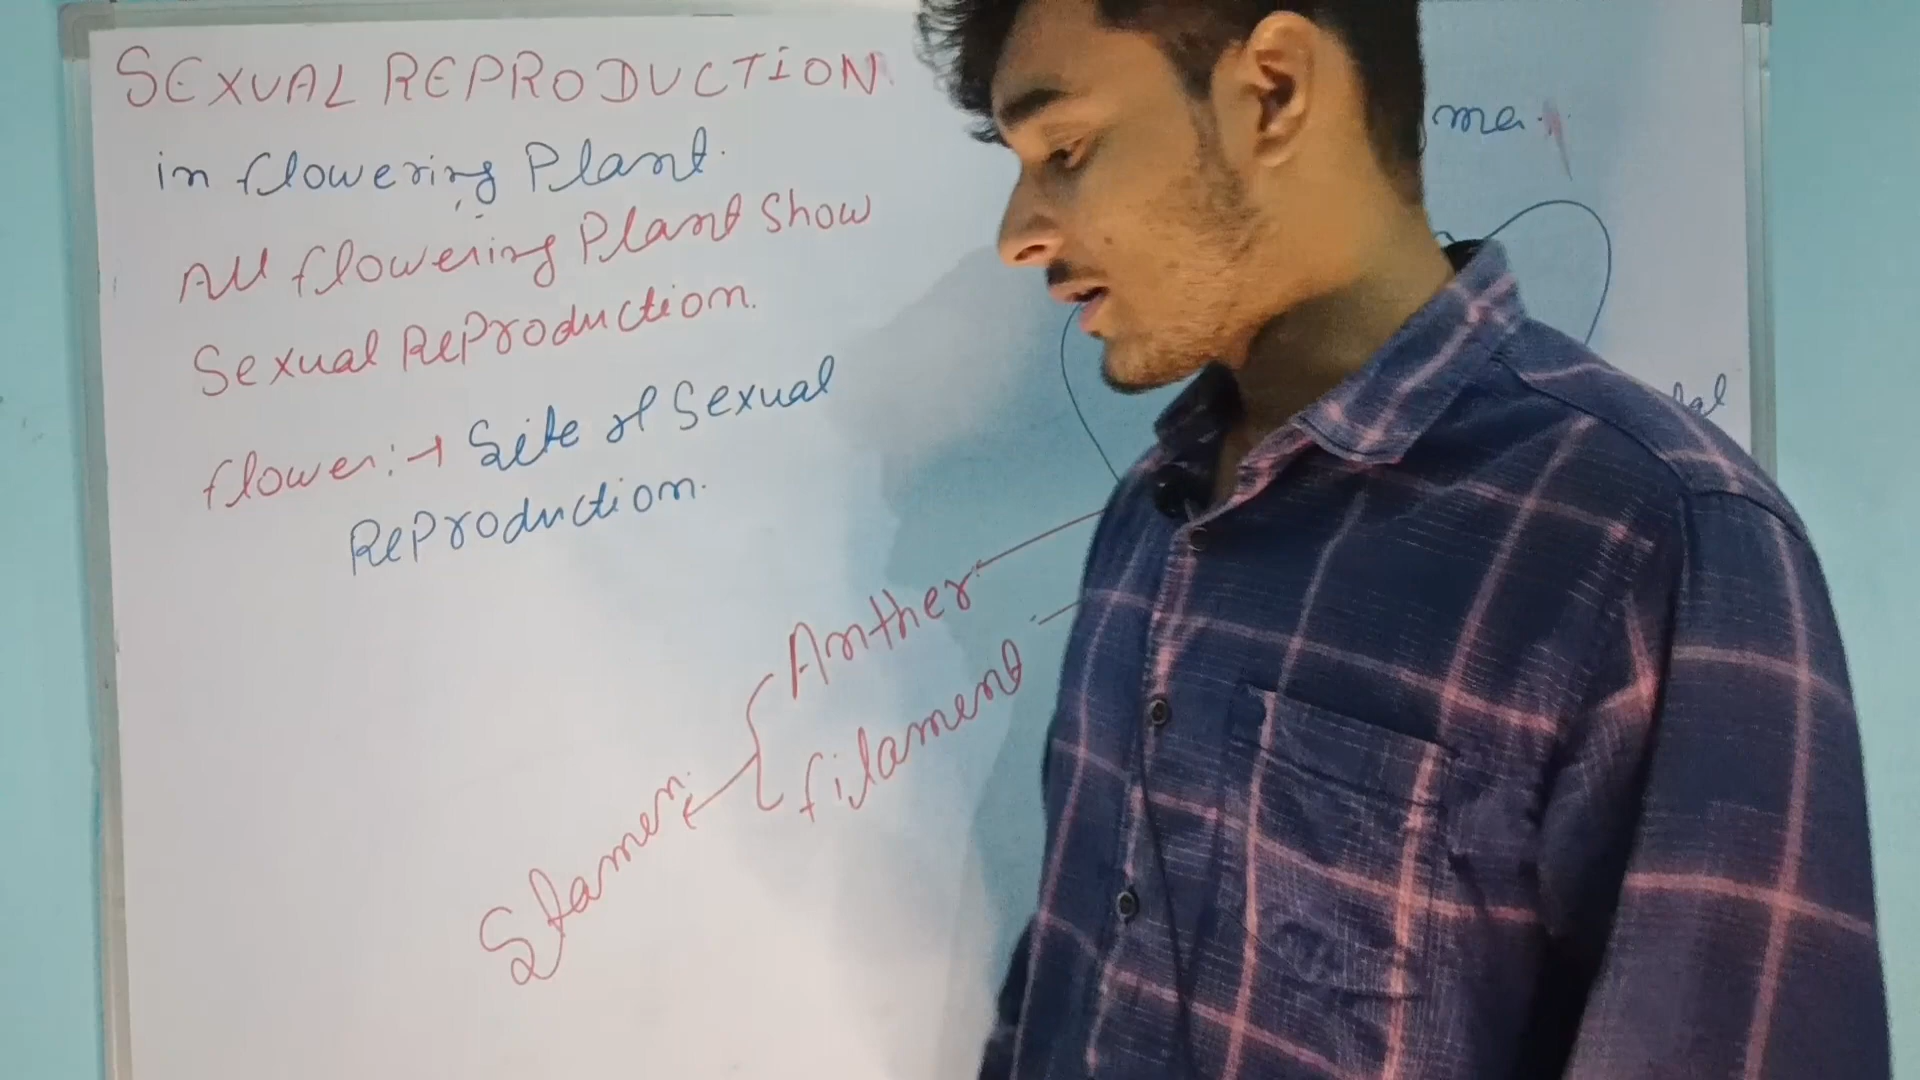 SEXUAL REPRODUCTION
in flowering Plant.
All flowering Plant Show
Sexual Reproduction.
flower:→ Site of Sexual
Reproduction.
Anther
filament
Stamen